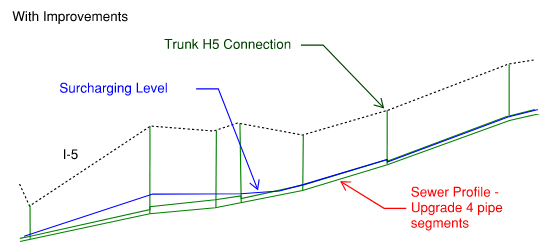 With Improvements
Trunk H5 Connection
Surcharging Level
I-5
Sewer Profile -
Upgrade 4 pipe
segments